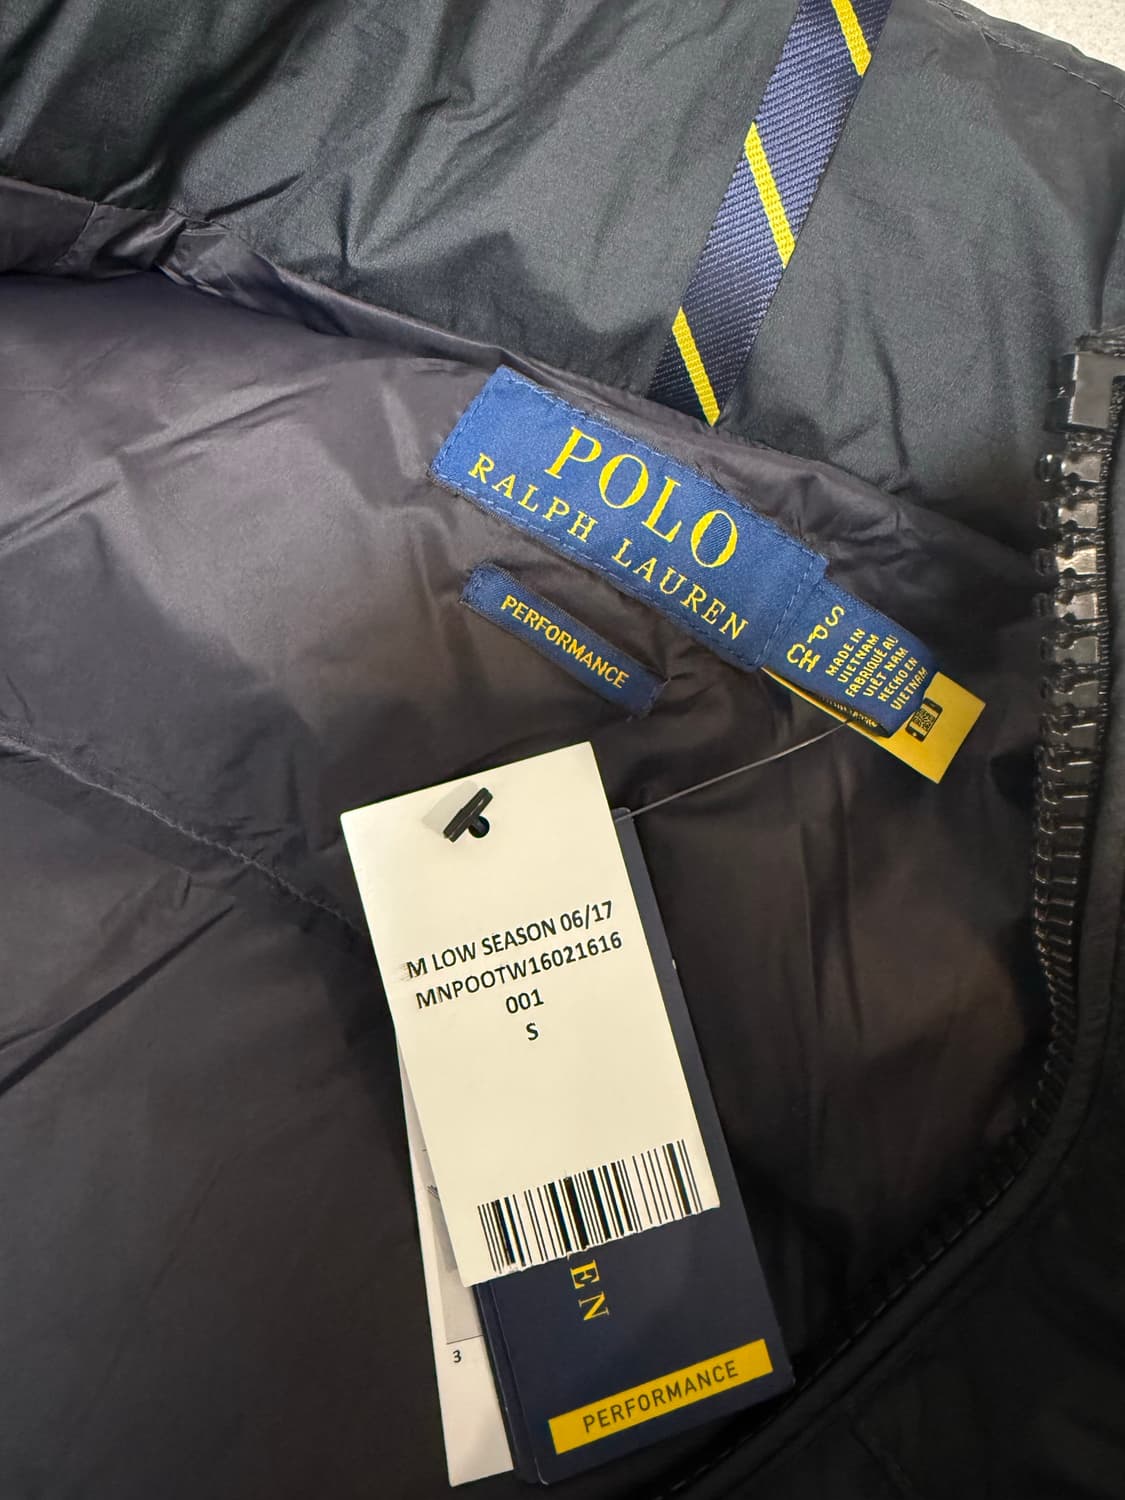 POLO
RALPH LAUREN
PERFORMANCE
S
P
CH
MADE IN
VIETNAM
FABRIQUÉ AU
VIÊT NAM
HECHO EN
VIETNAM
M LOW SEASON 06/17
MNPOOTW16021616
001
S
EN
3
PERFORMANCE